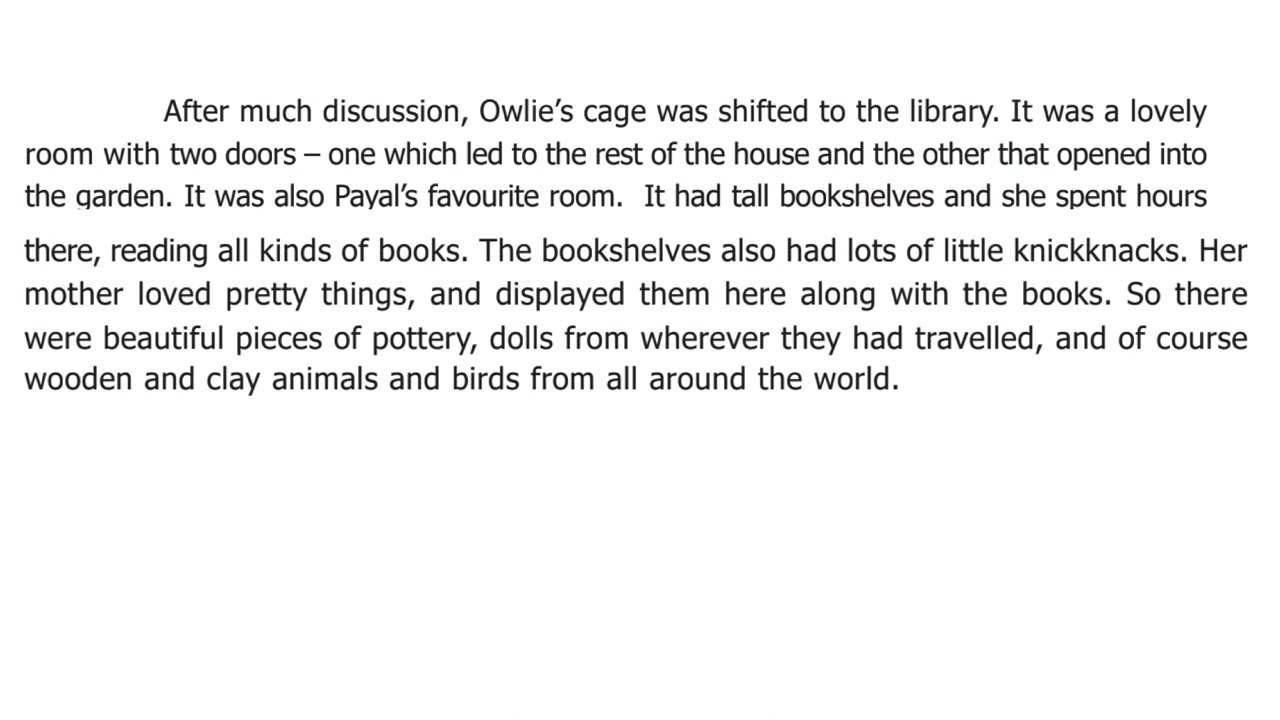 After much discussion, Owlie’s cage was shifted to the library. It was a lovely
room with two doors – one which led to the rest of the house and the other that opened into
the garden. It was also Payal’s favourite room. It had tall bookshelves and she spent hours
there, reading all kinds of books. The bookshelves also had lots of little knickknacks. Her
mother loved pretty things, and displayed them here along with the books. So there
were beautiful pieces of pottery, dolls from wherever they had travelled, and of course
wooden and clay animals and birds from all around the world.